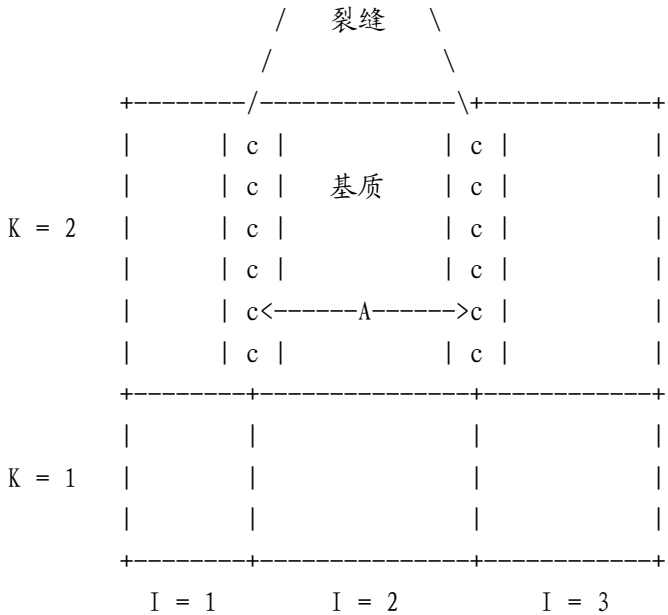 / 裂缝 \
/ \
+--------/--------------\+------------+
| | c | | c | |
| | c | 基质 | c | |
K = 2 | | c | | c | |
| | c | | c | |
| | c<------A------>c | |
| | c | | c | |
+--------+---------------+------------+
| | | |
K = 1 | | | |
| | | |
+--------+---------------+------------+
I = 1 I = 2 I = 3